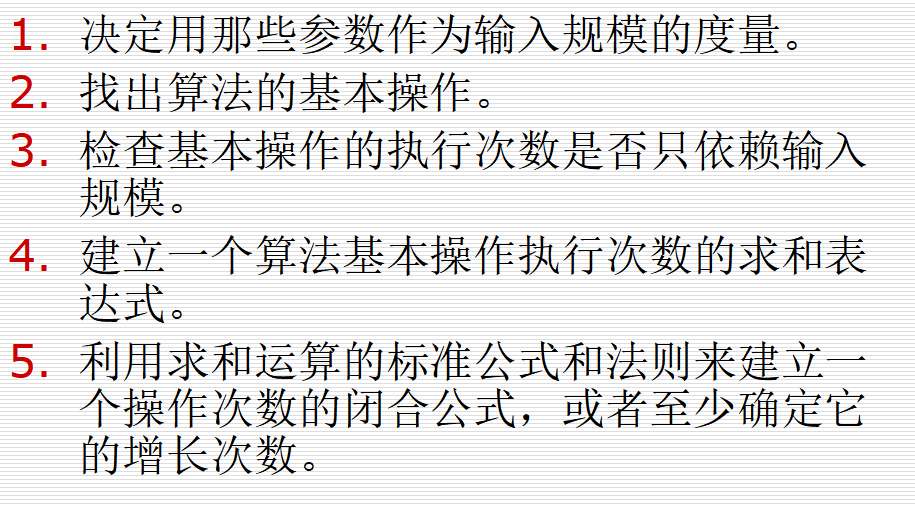 1. 决定用那些参数作为输入规模的度量。
2. 找出算法的基本操作。
3. 检查基本操作的执行次数是否只依赖输入
规模。
4. 建立一个算法基本操作执行次数的求和表
达式。
5. 利用求和运算的标准公式和法则来建立一
个操作次数的闭合公式，或者至少确定它
的增长次数。